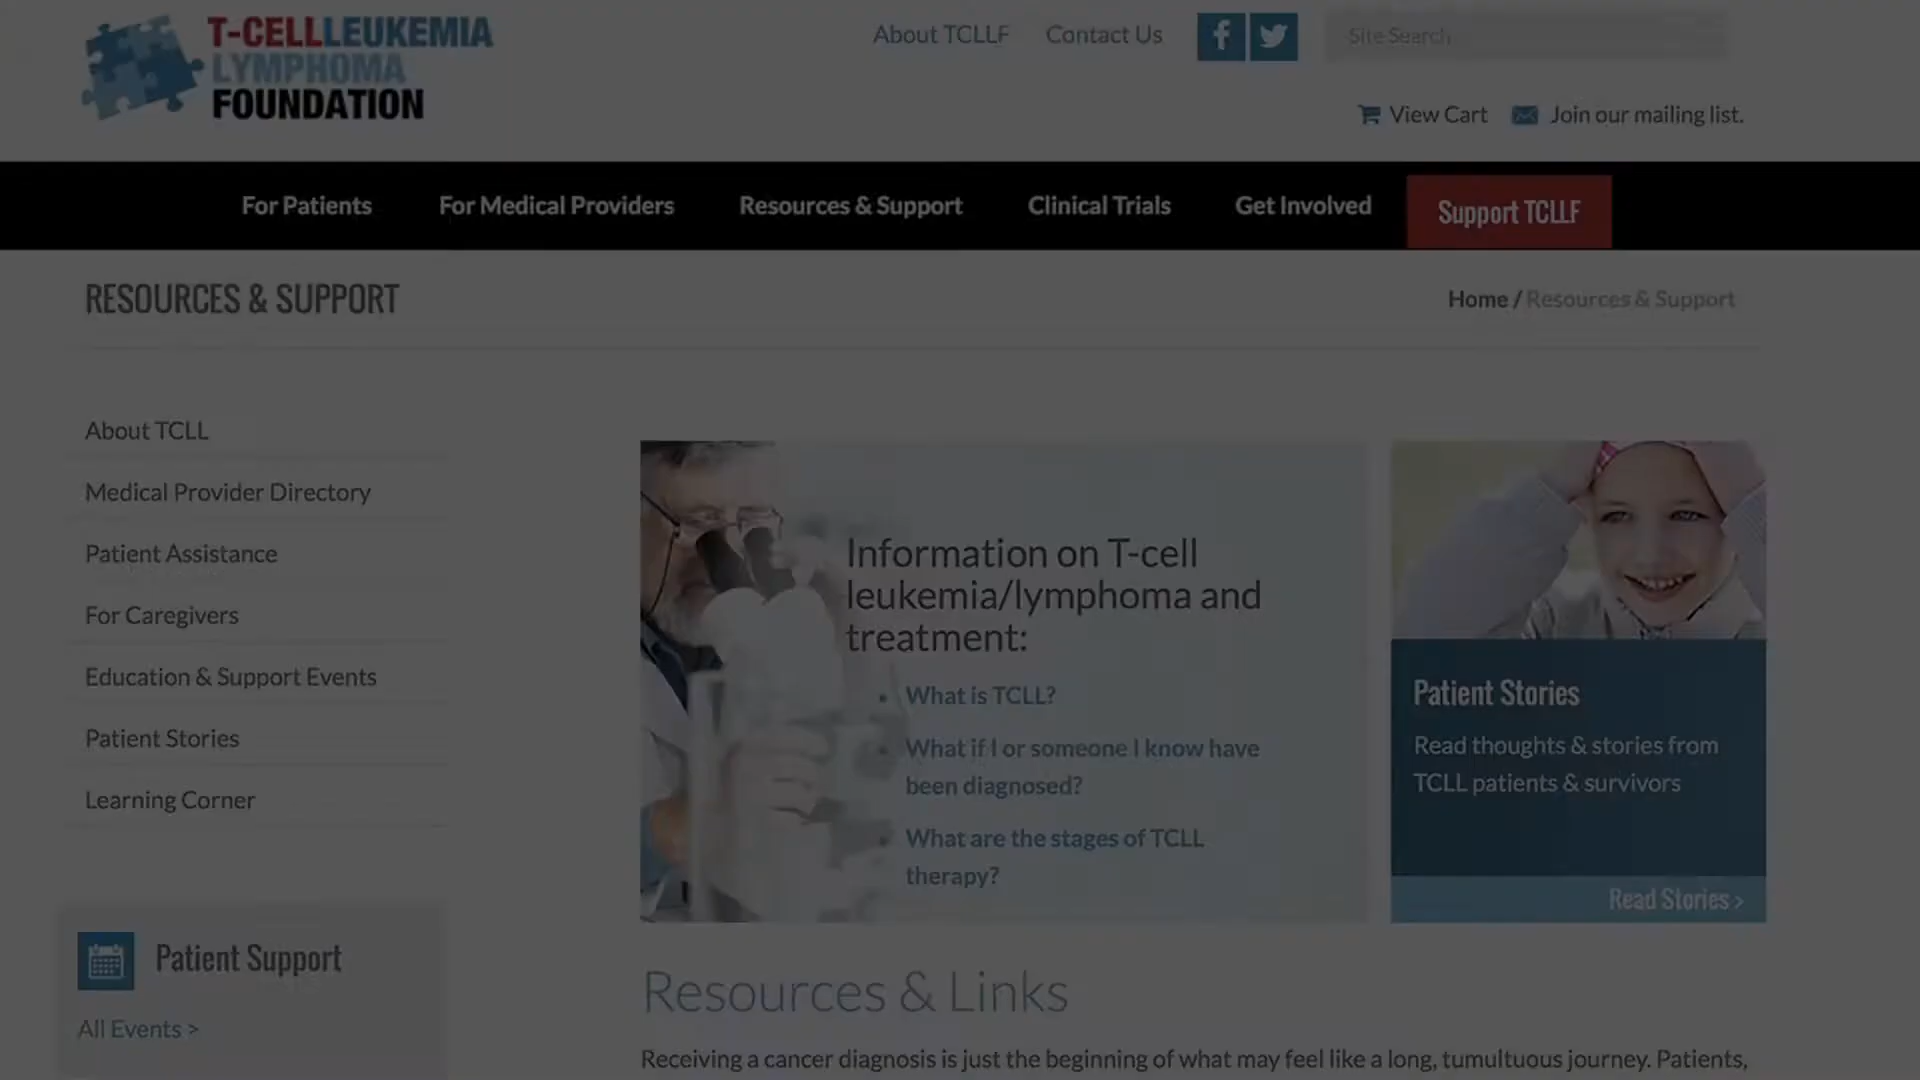 T-CELLLEUKEMIA
LYMPHOMA
FOUNDATION
About TCLLF
Contact Us
Site Search
View Cart
Join our mailing list.
For Patients
For Medical Providers
Resources & Support
Clinical Trials
Get Involved
Support TCLLF
RESOURCES & SUPPORT
Home / Resources & Support
About TCLL
Medical Provider Directory
Patient Assistance
For Caregivers
Education & Support Events
Patient Stories
Learning Corner
Patient Support
All Events >
Information on T-cell
leukemia/lymphoma and
treatment:
• What is TCLL?
• What if I or someone I know have
been diagnosed?
• What are the stages of TCLL
therapy?
Patient Stories
Read thoughts & stories from
TCLL patients & survivors
Read Stories >
Resources & Links
Receiving a cancer diagnosis is just the beginning of what may feel like a long, tumultuous journey. Patients,